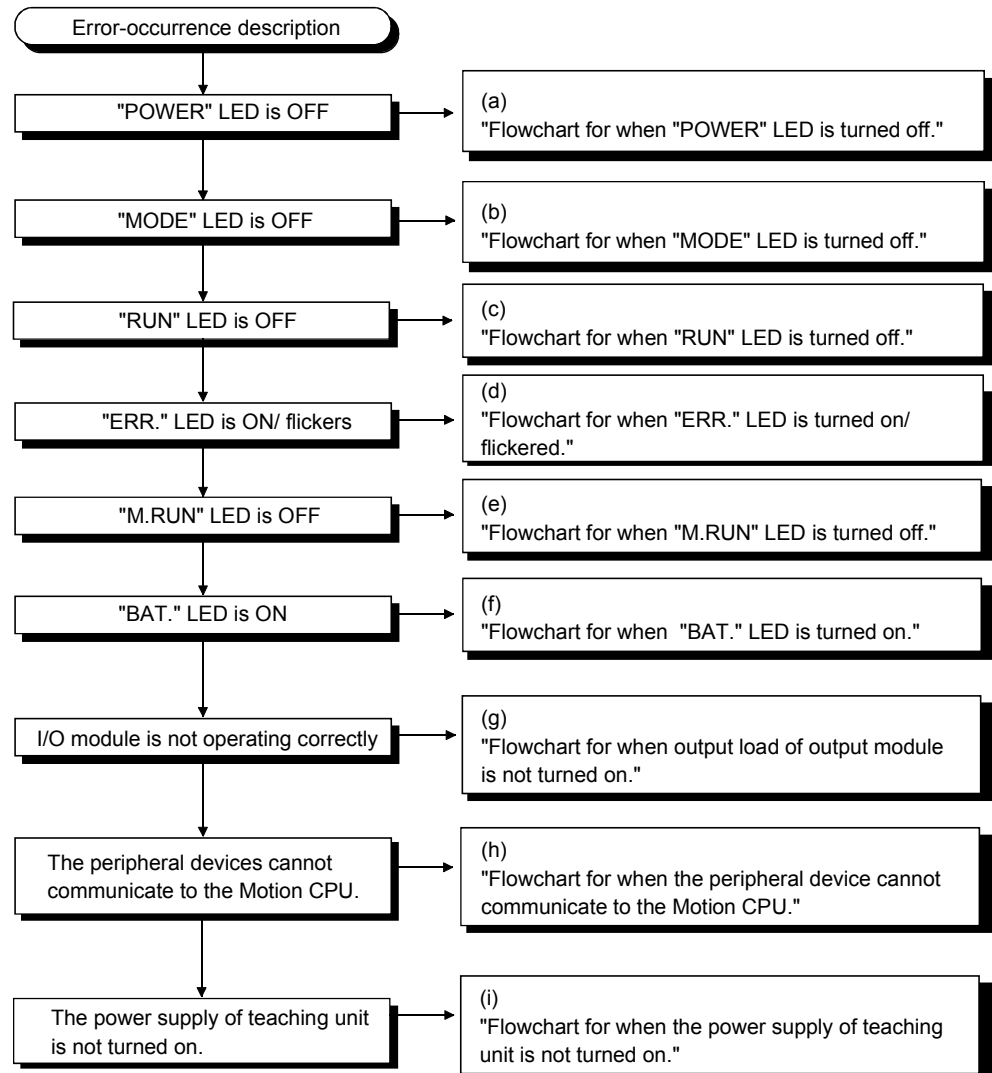 Error-occurrence description
"POWER" LED is OFF
(a)
"Flowchart for when "POWER" LED is turned off."
"MODE" LED is OFF
(b)
"Flowchart for when "MODE" LED is turned off."
"RUN" LED is OFF
(c)
"Flowchart for when "RUN" LED is turned off."
"ERR." LED is ON/ flickers
(d)
"Flowchart for when "ERR." LED is turned on/
flickered."
"M.RUN" LED is OFF
(e)
"Flowchart for when "M.RUN" LED is turned off."
"BAT." LED is ON
(f)
"Flowchart for when  "BAT." LED is turned on."
I/O module is not operating correctly
(g)
"Flowchart for when output load of output module
is not turned on."
The peripheral devices cannot
communicate to the Motion CPU.
(h)
"Flowchart for when the peripheral device cannot
communicate to the Motion CPU."
The power supply of teaching unit
is not turned on.
(i)
"Flowchart for when the power supply of teaching
unit is not turned on."